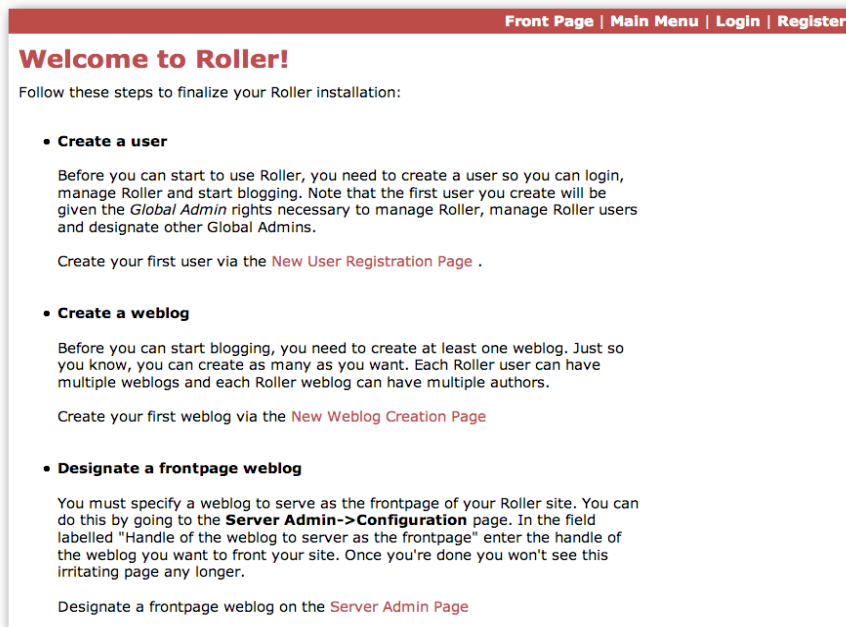 Front Page | Main Menu | Login | Register
Welcome to Roller!
Follow these steps to finalize your Roller installation:
• Create a user
Before you can start to use Roller, you need to create a user so you can login,
manage Roller and start blogging. Note that the first user you create will be
given the Global Admin rights necessary to manage Roller, manage Roller users
and designate other Global Admins.
Create your first user via the New User Registration Page .
• Create a weblog
Before you can start blogging, you need to create at least one weblog. Just so
you know, you can create as many as you want. Each Roller user can have
multiple weblogs and each Roller weblog can have multiple authors.
Create your first weblog via the New Weblog Creation Page
• Designate a frontpage weblog
You must specify a weblog to serve as the frontpage of your Roller site. You can
do this by going to the Server Admin->Configuration page. In the field
labelled "Handle of the weblog to server as the frontpage" enter the handle of
the weblog you want to front your site. Once you're done you won't see this
irritating page any longer.
Designate a frontpage weblog on the Server Admin Page